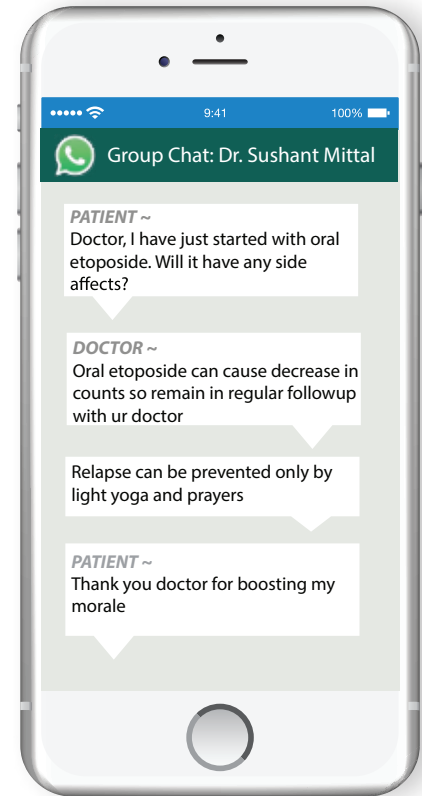 9:41
100%
Group Chat: Dr. Sushant Mittal
PATIENT ~
Doctor, I have just started with oral
etoposide. Will it have any side
affects?
DOCTOR ~
Oral etoposide can cause decrease in
counts so remain in regular followup
with ur doctor
Relapse can be prevented only by
light yoga and prayers
PATIENT ~
Thank you doctor for boosting my
morale